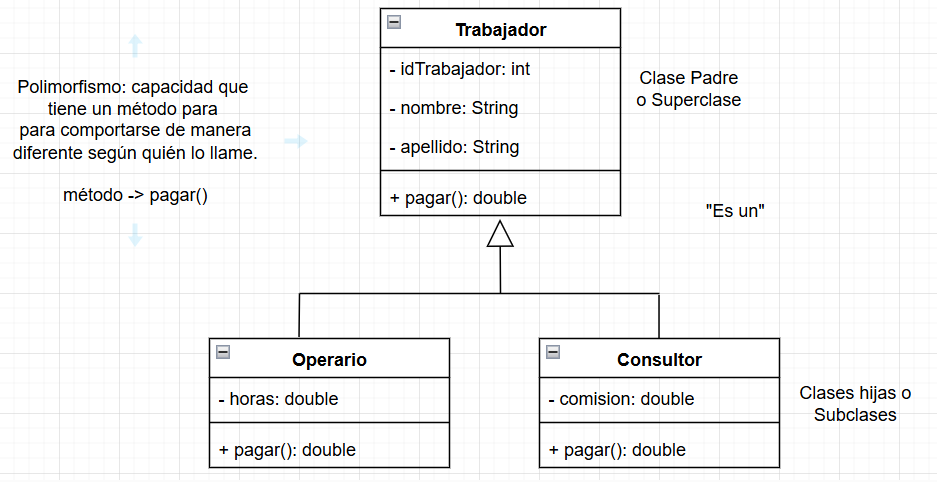 Trabajador
- idTrabajador: int
- nombre: String
- apellido: String
+ pagar(): double
Polimorfismo: capacidad que
tiene un método para
para comportarse de manera
diferente según quién lo llame.
método -> pagar()
Clase Padre
o Superclase
"Es un"
Operario
- horas: double
+ pagar(): double
Consultor
- comision: double
+ pagar(): double
Clases hijas o
Subclases